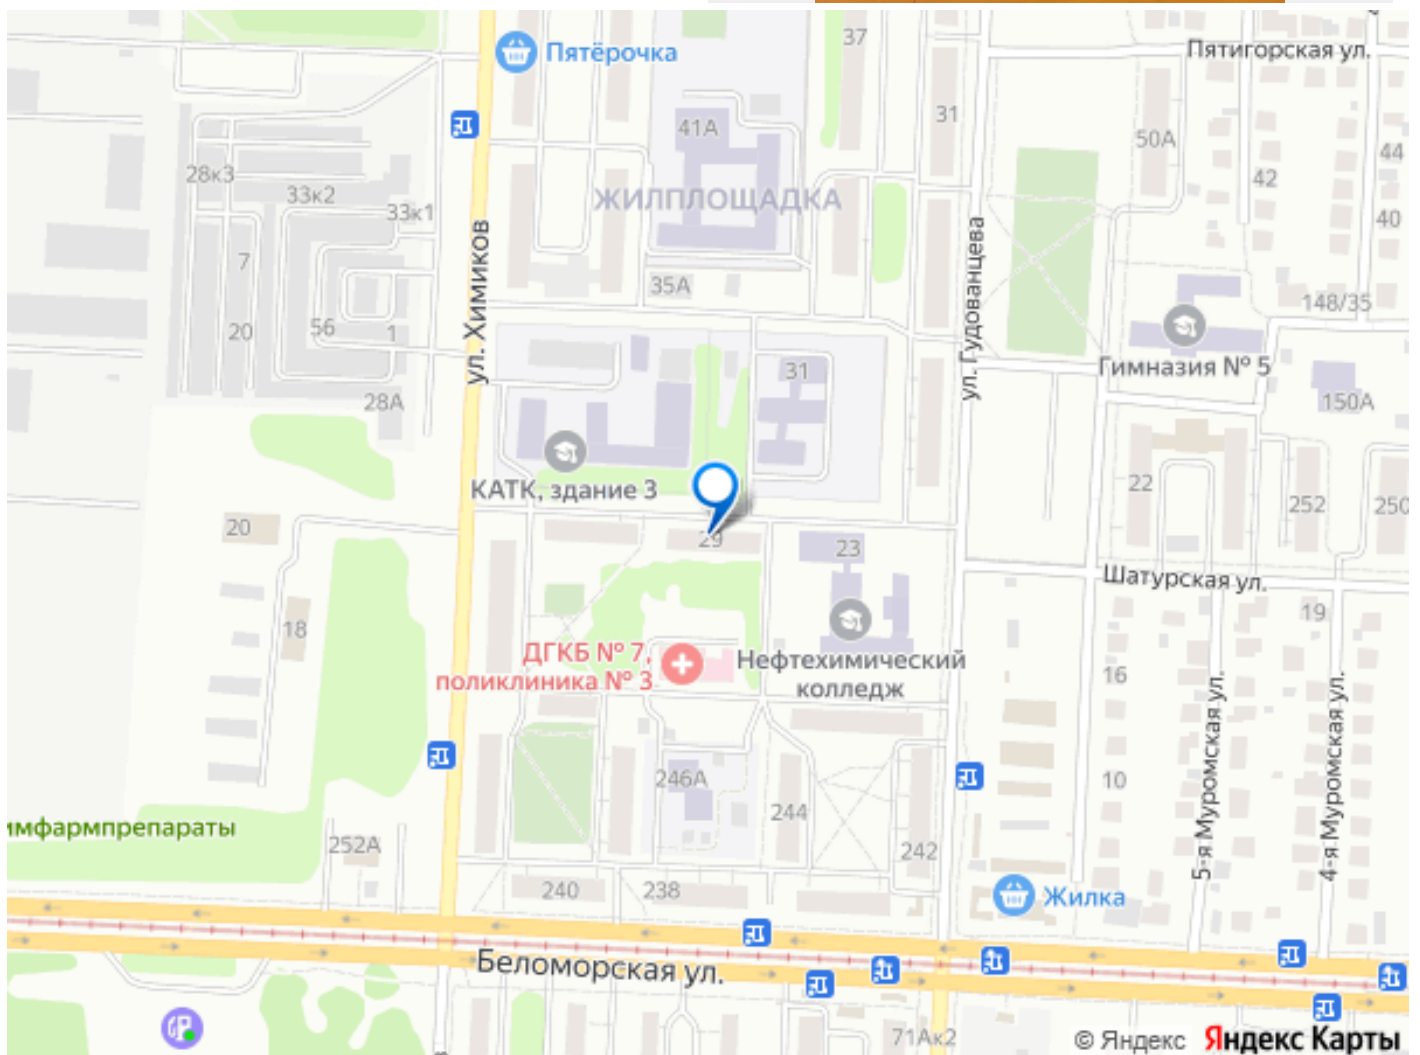 37
Пятёрочка
Пятигорская ул.
31
41А
50А
44
28к3
33к2
42
ЖИЛПЛОЩАДКА
33к1
40
ул. Химиков
ул. Гудованцева
7
35А
148/35
20
56
1
Гимназия № 5
31
28А
150А
КАТК, здание 3
22
252
250
20
29
23
Шатурская ул.
18
19
ДГКБ № 7,
поликлиника № 3
Нефтехимический
колледж
16
5-я Муромская ул.
4-я Муромская ул.
246А
10
244
имфармпрепараты
252А
242
240
238
Жилка
Беломорская ул.
71Ак2
© Яндекс Яндекс Карты